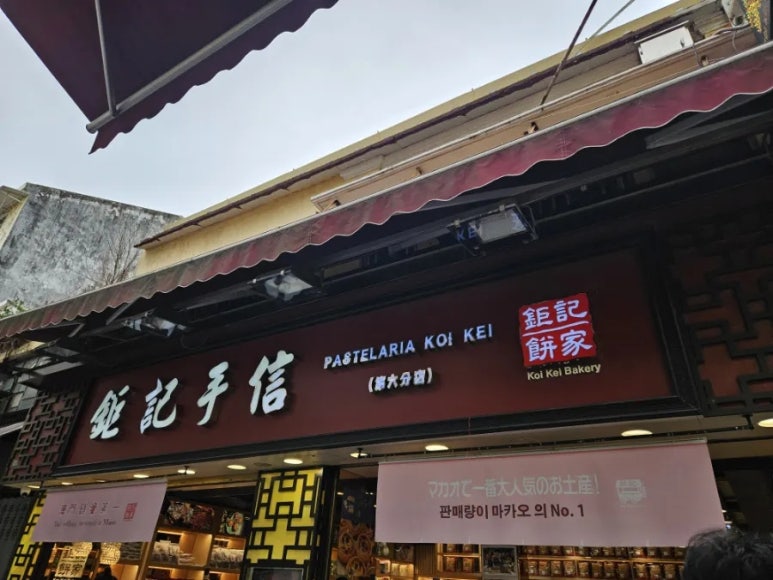 鉅記手信
PASTELARIA KOI KEI
(第六分店)
鉅記
餅家
Koi Kei Bakery
マカオで一番大人気のお土産!
판매량이 마카오 의 No. 1